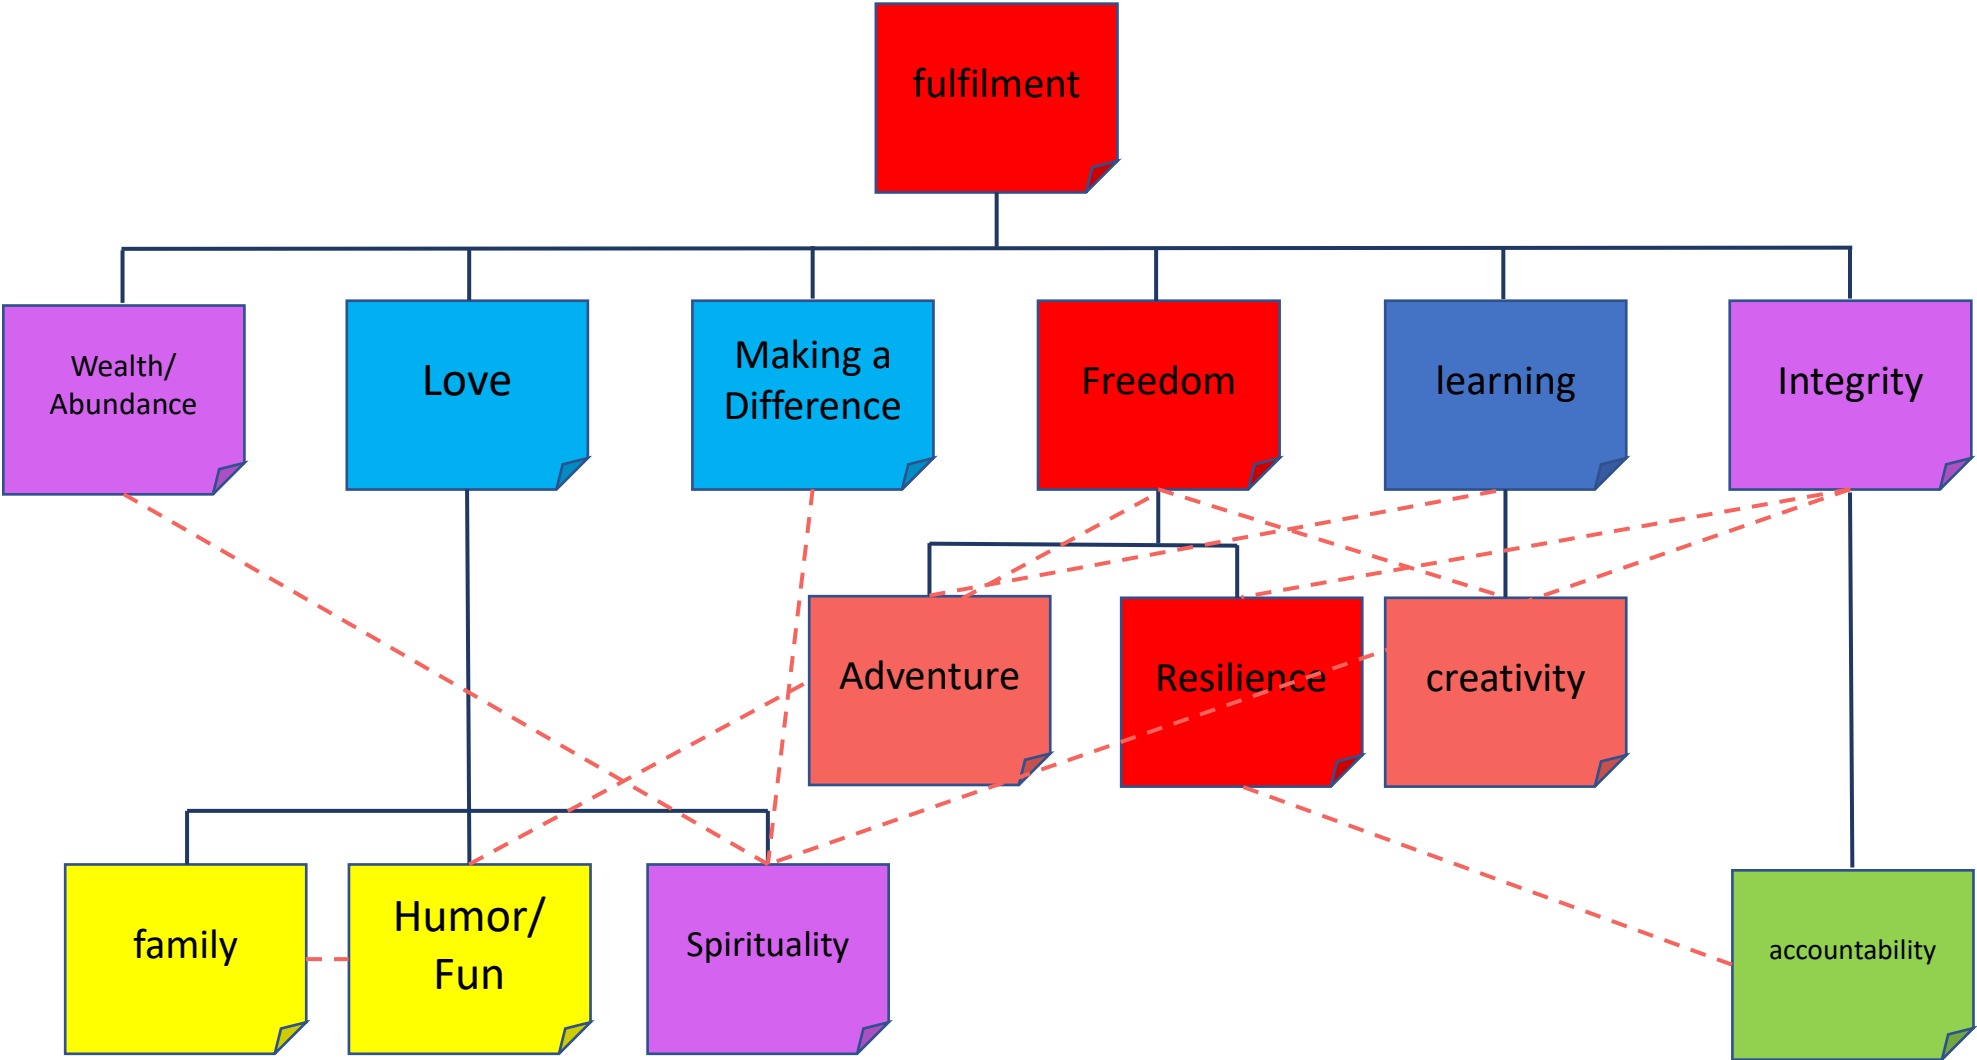 fulfilment
Wealth/
Abundance
Love
Making a
Difference
Freedom
learning
Integrity
Adventure
Resilience
creativity
family
Humor/
Fun
Spirituality
accountability